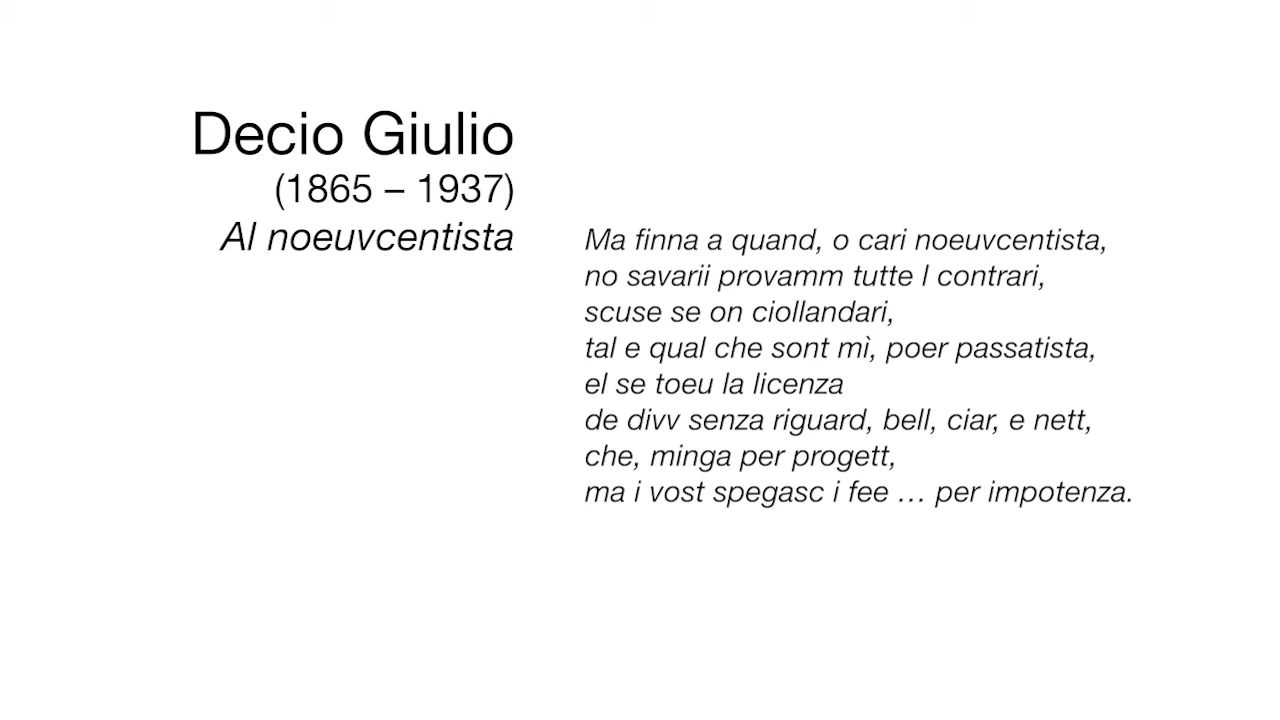 Decio Giulio
(1865 – 1937)
Al noeuvcentista
Ma finna a quand, o cari noeuvcentista,
no savarii provamm tutte l contrari,
scuse se on ciollandari,
tal e qual che sont mì, poer passatista,
el se toeu la licenza
de divv senza riguard, bell, ciar, e nett,
che, minga per progett,
ma i vost spegasc i fee … per impotenza.